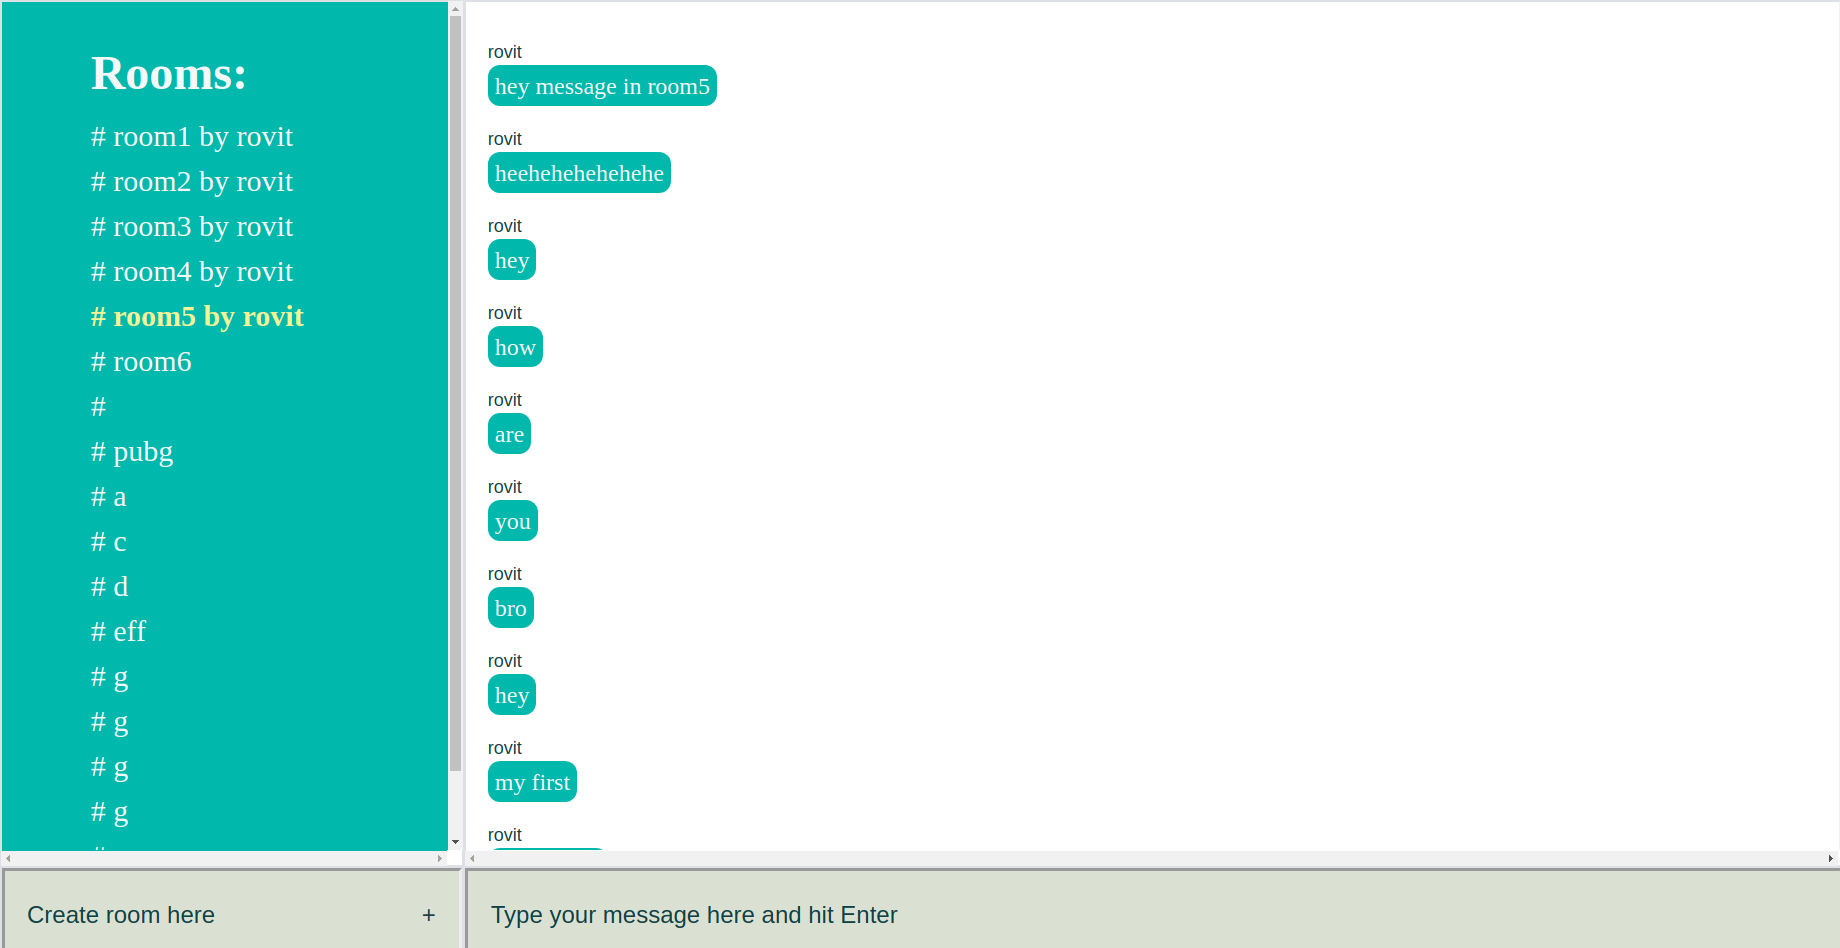 Rooms:
# room1 by rovit
# room2 by rovit
# room3 by rovit
# room4 by rovit
# room5 by rovit
# room6
#
# pubg
# a
# c
# d
# eff
# g
# g
# g
# g
Create room here +
rovit
hey message in room5
rovit
heehehehehehehe
rovit
hey
rovit
how
rovit
are
rovit
you
rovit
bro
rovit
hey
rovit
my first
rovit
Type your message here and hit Enter